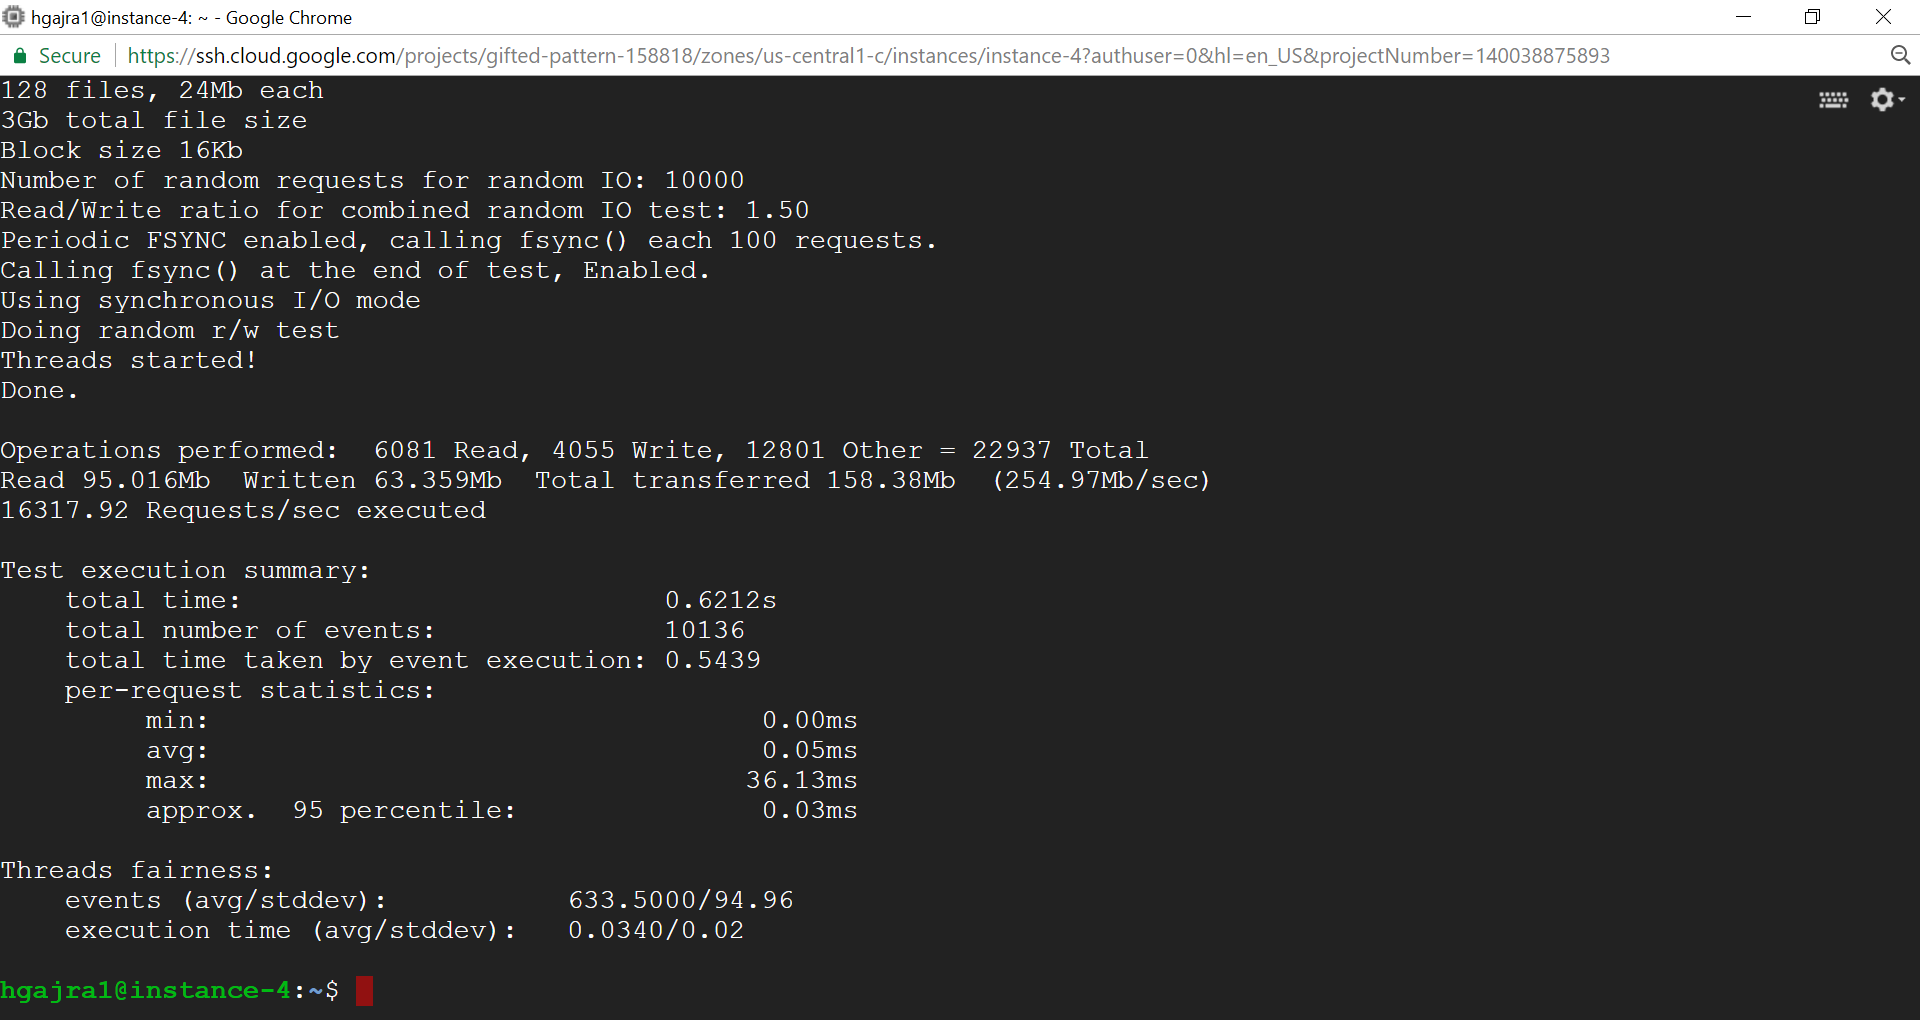 hgajra1@instance-4: ~ - Google Chrome
Secure https://ssh.cloud.google.com/projects/gifted-pattern-158818/zones/us-central1-c/instances/instance-4?authuser=0&hl=en_US&projectNumber=140038875893
128 files, 24Mb each
3Gb total file size
Block size 16Kb
Number of random requests for random IO: 10000
Read/Write ratio for combined random IO test: 1.50
Periodic FSYNC enabled, calling fsync() each 100 requests.
Calling fsync() at the end of test, Enabled.
Using synchronous I/O mode
Doing random r/w test
Threads started!
Done.
Operations performed:  6081 Read, 4055 Write, 12801 Other = 22937 Total
Read 95.016Mb  Written 63.359Mb  Total transferred 158.38Mb  (254.97Mb/sec)
16317.92 Requests/sec executed
Test execution summary:
total time: 0.6212s
total number of events: 10136
total time taken by event execution: 0.5439
per-request statistics:
min: 0.00ms
avg: 0.05ms
max: 36.13ms
approx.  95 percentile: 0.03ms
Threads fairness:
events (avg/stddev): 633.5000/94.96
execution time (avg/stddev): 0.0340/0.02
hgajra1@instance-4:~$